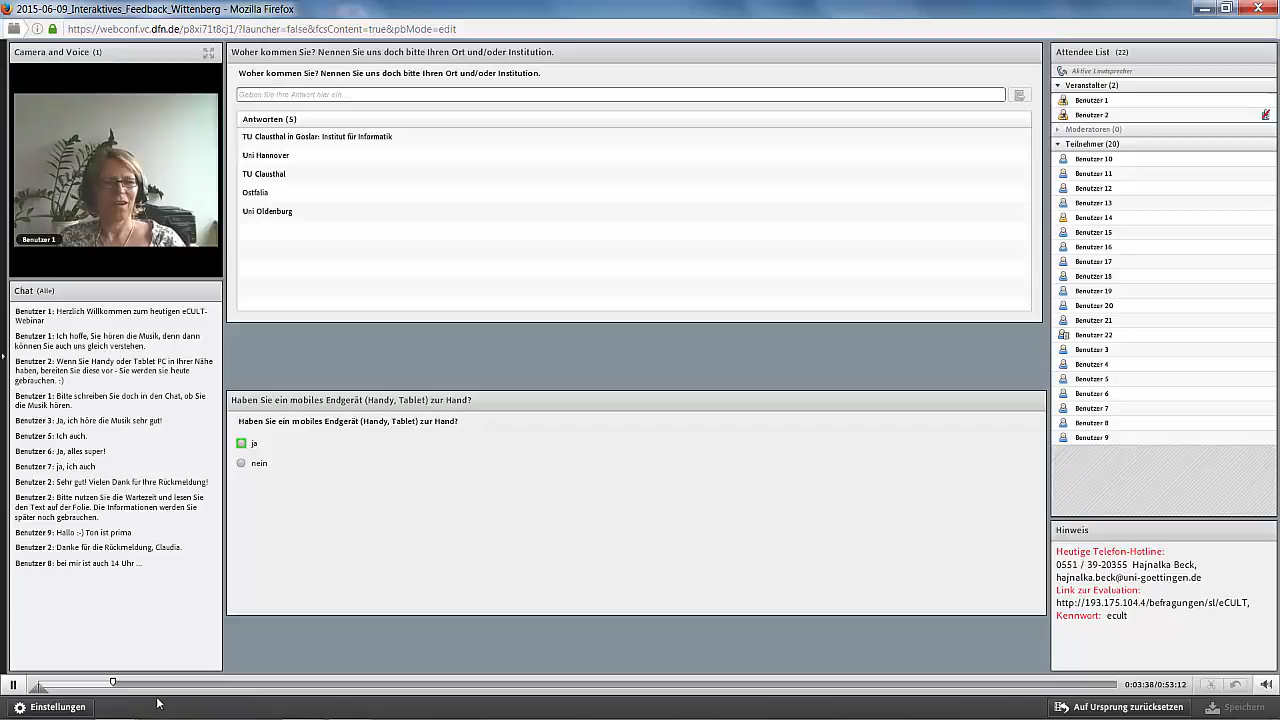 2015-06-09_Interaktives_Feedback_Wittenberg - Mozilla Firefox
https://webconf.vc.dfn.de/p8xi71t8cj1/?launcher=false&fcsContent=true&pbMode=edit
Camera and Voice (1)
Benutzer 1
Chat (Alle)
Benutzer 1: Herzlich Willkommen zum heutigen eCULT-
Webinar
Benutzer 1: Ich hoffe, Sie hören die Musik, denn dann
können Sie auch uns gleich verstehen.
Benutzer 2: Wenn Sie Handy oder Tablet PC in Ihrer Nähe
haben, bereiten Sie diese vor - Sie werden sie heute
gebrauchen. :)
Benutzer 1: Bitte schreiben Sie doch in den Chat, ob Sie
die Musik hören.
Benutzer 3: Ja, ich höre die Musik sehr gut!
Benutzer 5: Ich auch.
Benutzer 6: Ja, alles super!
Benutzer 7: ja, ich auch
Benutzer 2: Sehr gut! Vielen Dank für Ihre Rückmeldung!
Benutzer 2: Bitte nutzen Sie die Wartezeit und lesen Sie
den Text auf der Folie. Die Informationen werden Sie
später noch gebrauchen.
Benutzer 9: Hallo :-) Ton ist prima
Benutzer 2: Danke für die Rückmeldung, Claudia.
Benutzer 8: bei mir ist auch 14 Uhr ...
Woher kommen Sie? Nennen Sie uns doch bitte Ihren Ort und/oder Institution.
Woher kommen Sie? Nennen Sie uns doch bitte Ihren Ort und/oder Institution.
Geben Sie Ihre Antwort hier ein...
Antworten (5)
TU Clausthal in Goslar: Institut für Informatik
Uni Hannover
TU Clausthal
Ostfalia
Uni Oldenburg
Haben Sie ein mobiles Endgerät (Handy, Tablet) zur Hand?
Haben Sie ein mobiles Endgerät (Handy, Tablet) zur Hand?
ja
nein
Attendee List (22)
Aktive Lautsprecher
Veranstalter (2)
Benutzer 1
Benutzer 2
Moderatoren (0)
Teilnehmer (20)
Benutzer 10
Benutzer 11
Benutzer 12
Benutzer 13
Benutzer 14
Benutzer 15
Benutzer 16
Benutzer 17
Benutzer 18
Benutzer 19
Benutzer 20
Benutzer 21
Benutzer 22
Benutzer 3
Benutzer 4
Benutzer 5
Benutzer 6
Benutzer 7
Benutzer 8
Benutzer 9
Hinweis
Heutige Telefon-Hotline:
0551 / 39-20355 Hajnalka Beck,
hajnalka.beck@uni-goettingen.de
Link zur Evaluation:
http://193.175.104.4/befragungen/sl/eCULT,
Kennwort: ecult
0:03:38/0:53:12
Einstellungen
Auf Ursprung zurücksetzen
Speichern